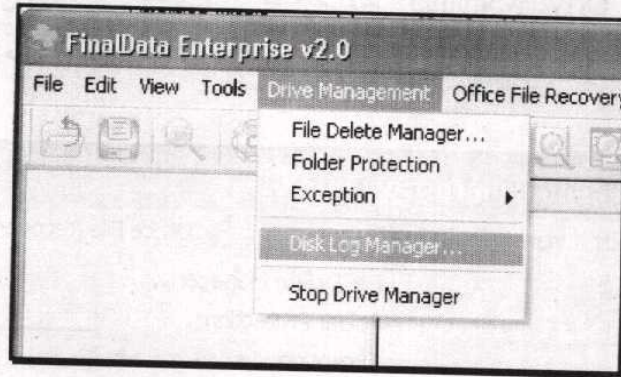 FinalData Enterprise v2.0
File Edit View Tools Drive Management Office File Recovery
File Delete Manager...
Folder Protection
Exception
Disk Log Manager...
Stop Drive Manager